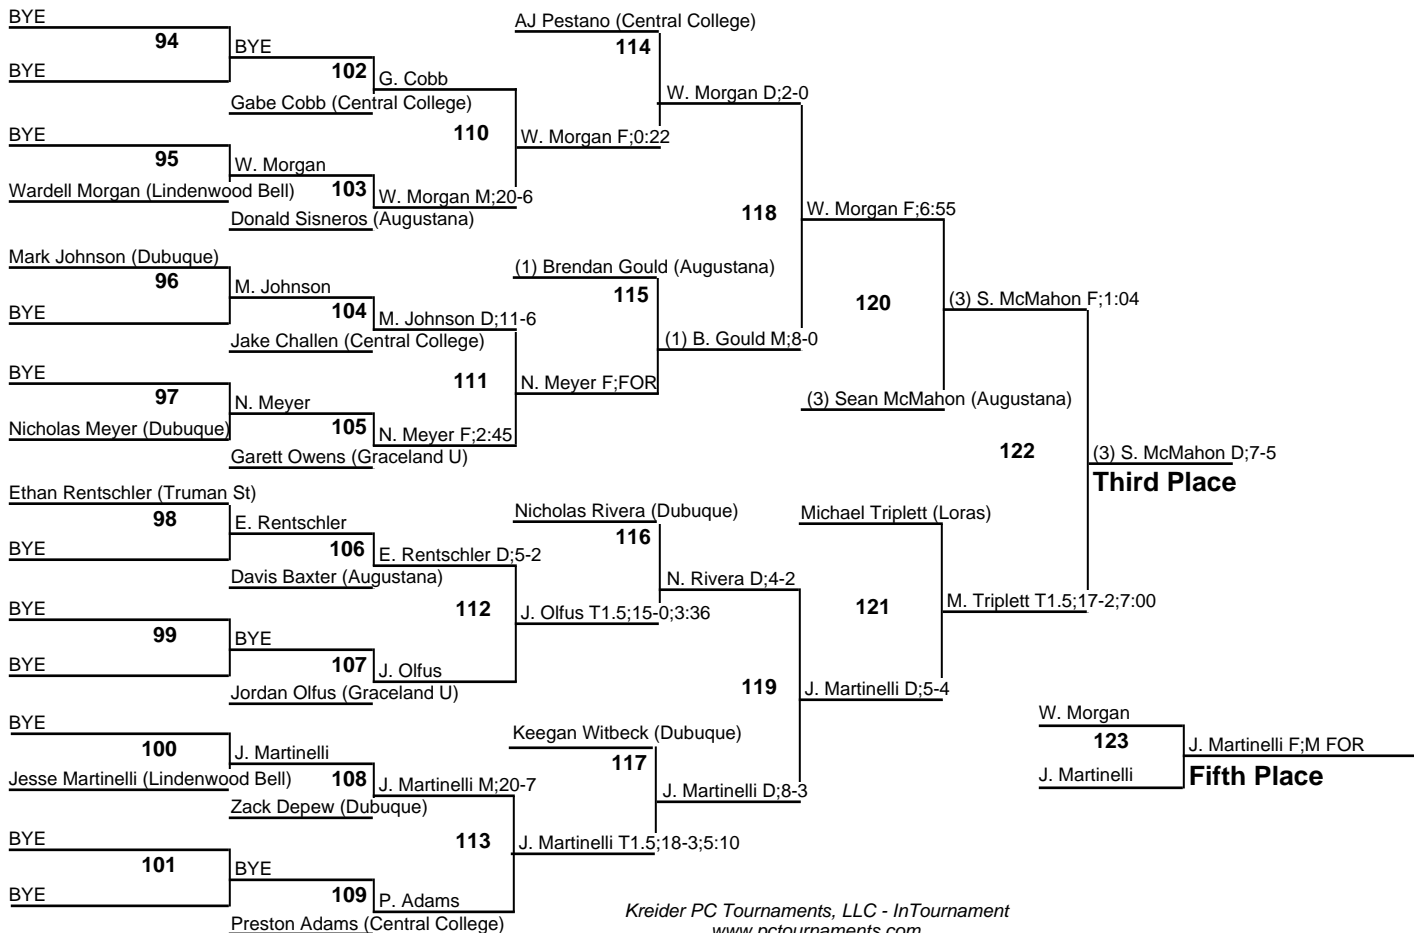 BYE
94
BYE
BYE
102
G. Cobb
Gabe Cobb (Central College)
110
BYE
95
W. Morgan
Wardell Morgan (Lindenwood Bell)
103
W. Morgan M;20-6
Donald Sisneros (Augustana)
AJ Pestano (Central College)
114
W. Morgan D;2-0
W. Morgan F;0:22
118
W. Morgan F;6:55
Mark Johnson (Dubuque)
96
M. Johnson
BYE
104
M. Johnson D;11-6
Jake Challen (Central College)
111
BYE
97
N. Meyer
Nicholas Meyer (Dubuque)
105
N. Meyer F;2:45
Garett Owens (Graceland U)
(1) Brendan Gould (Augustana)
115
(1) B. Gould M;8-0
N. Meyer F;FOR
120
(3) S. McMahon F;1:04
(3) Sean McMahon (Augustana)
122
(3) S. McMahon D;7-5
Third Place
Ethan Rentschler (Truman St)
98
E. Rentschler
BYE
106
E. Rentschler D;5-2
Davis Baxter (Augustana)
112
BYE
99
BYE
BYE
107
J. Olfus
Jordan Olfus (Graceland U)
Nicholas Rivera (Dubuque)
116
N. Rivera D;4-2
J. Olfus T1.5;15-0;3:36
119
Michael Triplett (Loras)
121
M. Triplett T1.5;17-2;7:00
J. Martinelli D;5-4
BYE
100
J. Martinelli
Jesse Martinelli (Lindenwood Bell)
108
J. Martinelli M;20-7
Zack Depew (Dubuque)
113
BYE
101
BYE
BYE
109
P. Adams
Preston Adams (Central College)
Keegan Witbeck (Dubuque)
117
J. Martinelli D;8-3
J. Martinelli T1.5;18-3;5:10
W. Morgan
123
J. Martinelli F;M FOR
J. Martinelli
Fifth Place
Kreider PC Tournaments, LLC - InTournament
www.pctournaments.com